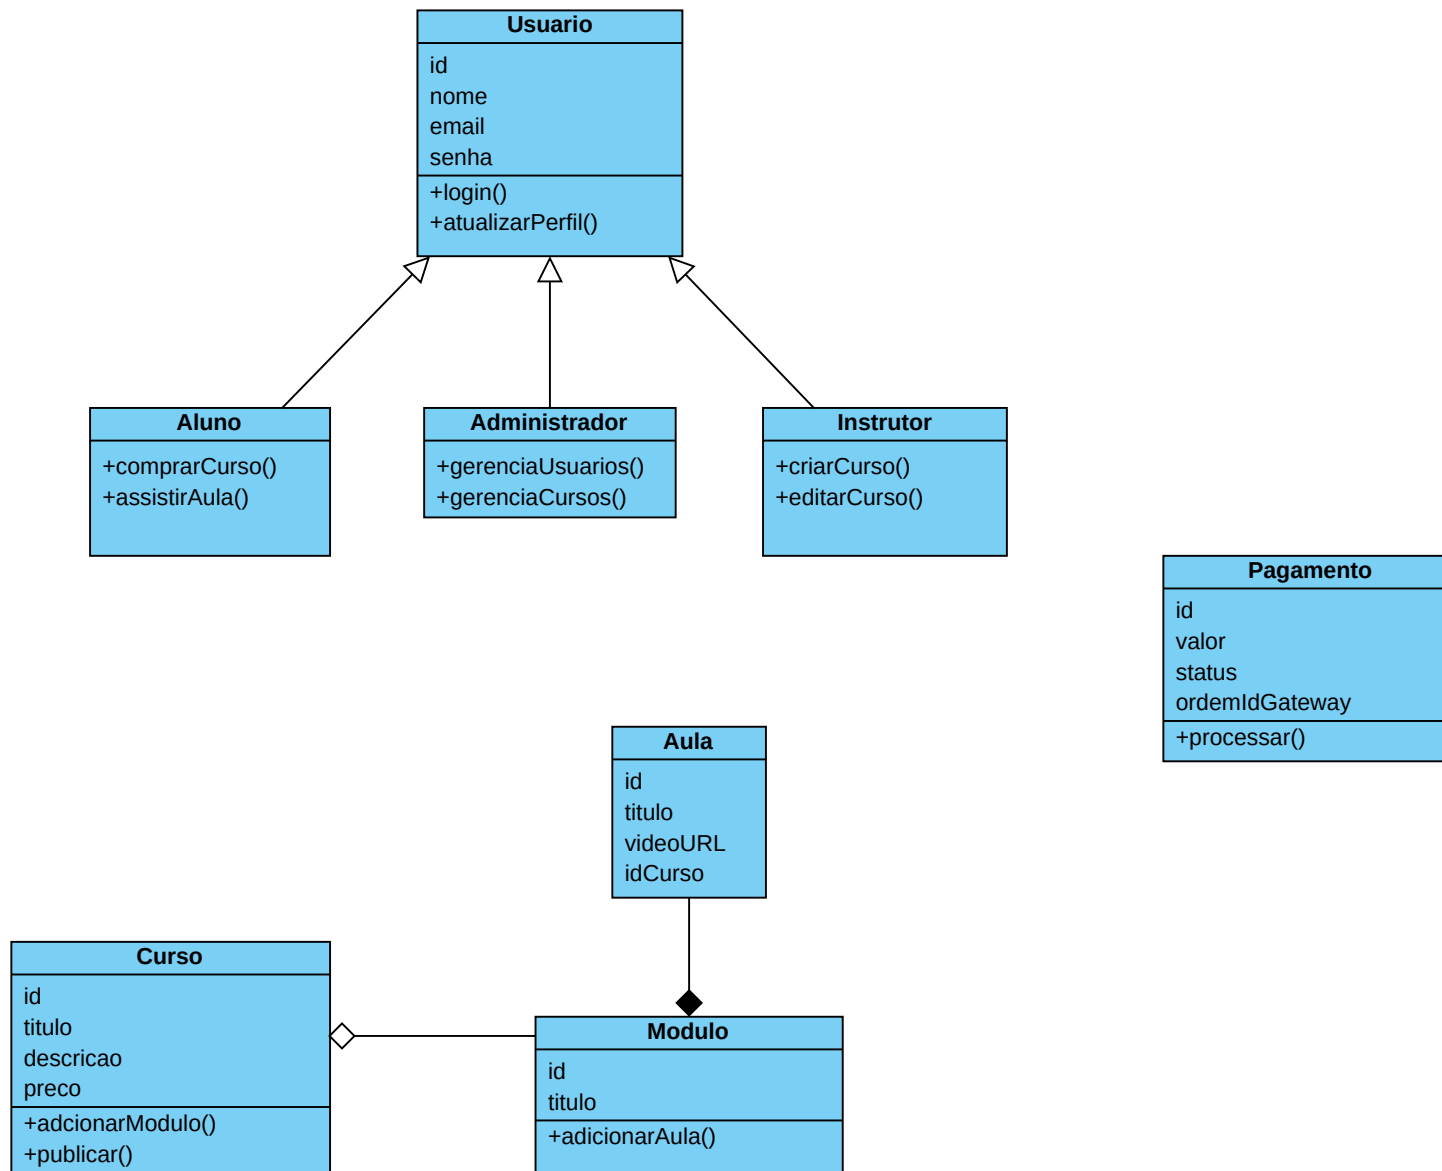 Usuario
id
nome
email
senha
+login()
+atualizarPerfil()
Aluno
+comprarCurso()
+assistirAula()
Administrador
+gerenciaUsuarios()
+gerenciaCursos()
Instrutor
+criarCurso()
+editarCurso()
Pagamento
id
valor
status
ordemIdGateway
+processar()
Aula
id
titulo
videoURL
idCurso
Curso
id
titulo
descricao
preco
+adcionarModulo()
+publicar()
Modulo
id
titulo
+adicionarAula()